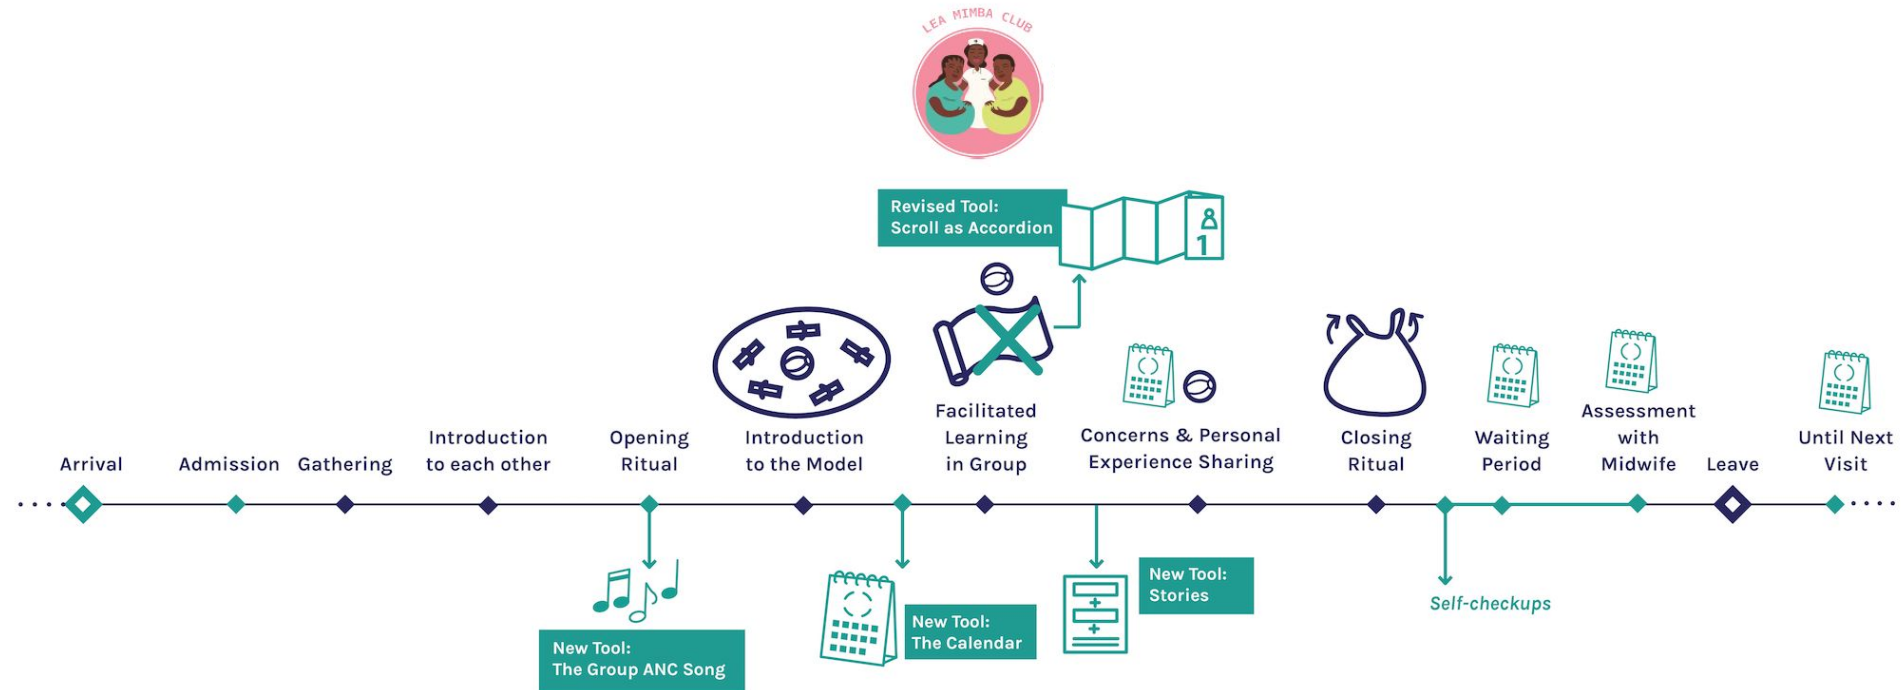 LEA MIMBA CLUB
Revised Tool:
Scroll as Accordion
1
Arrival
Admission
Gathering
Introduction
to each other
Opening
Ritual
Introduction
to the Model
Facilitated
Learning
in Group
Concerns & Personal
Experience Sharing
Closing
Ritual
Waiting
Period
Assessment
with
Midwife
Leave
Until Next
Visit
New Tool:
The Group ANC Song
New Tool:
The Calendar
New Tool:
Stories
Self-checkups